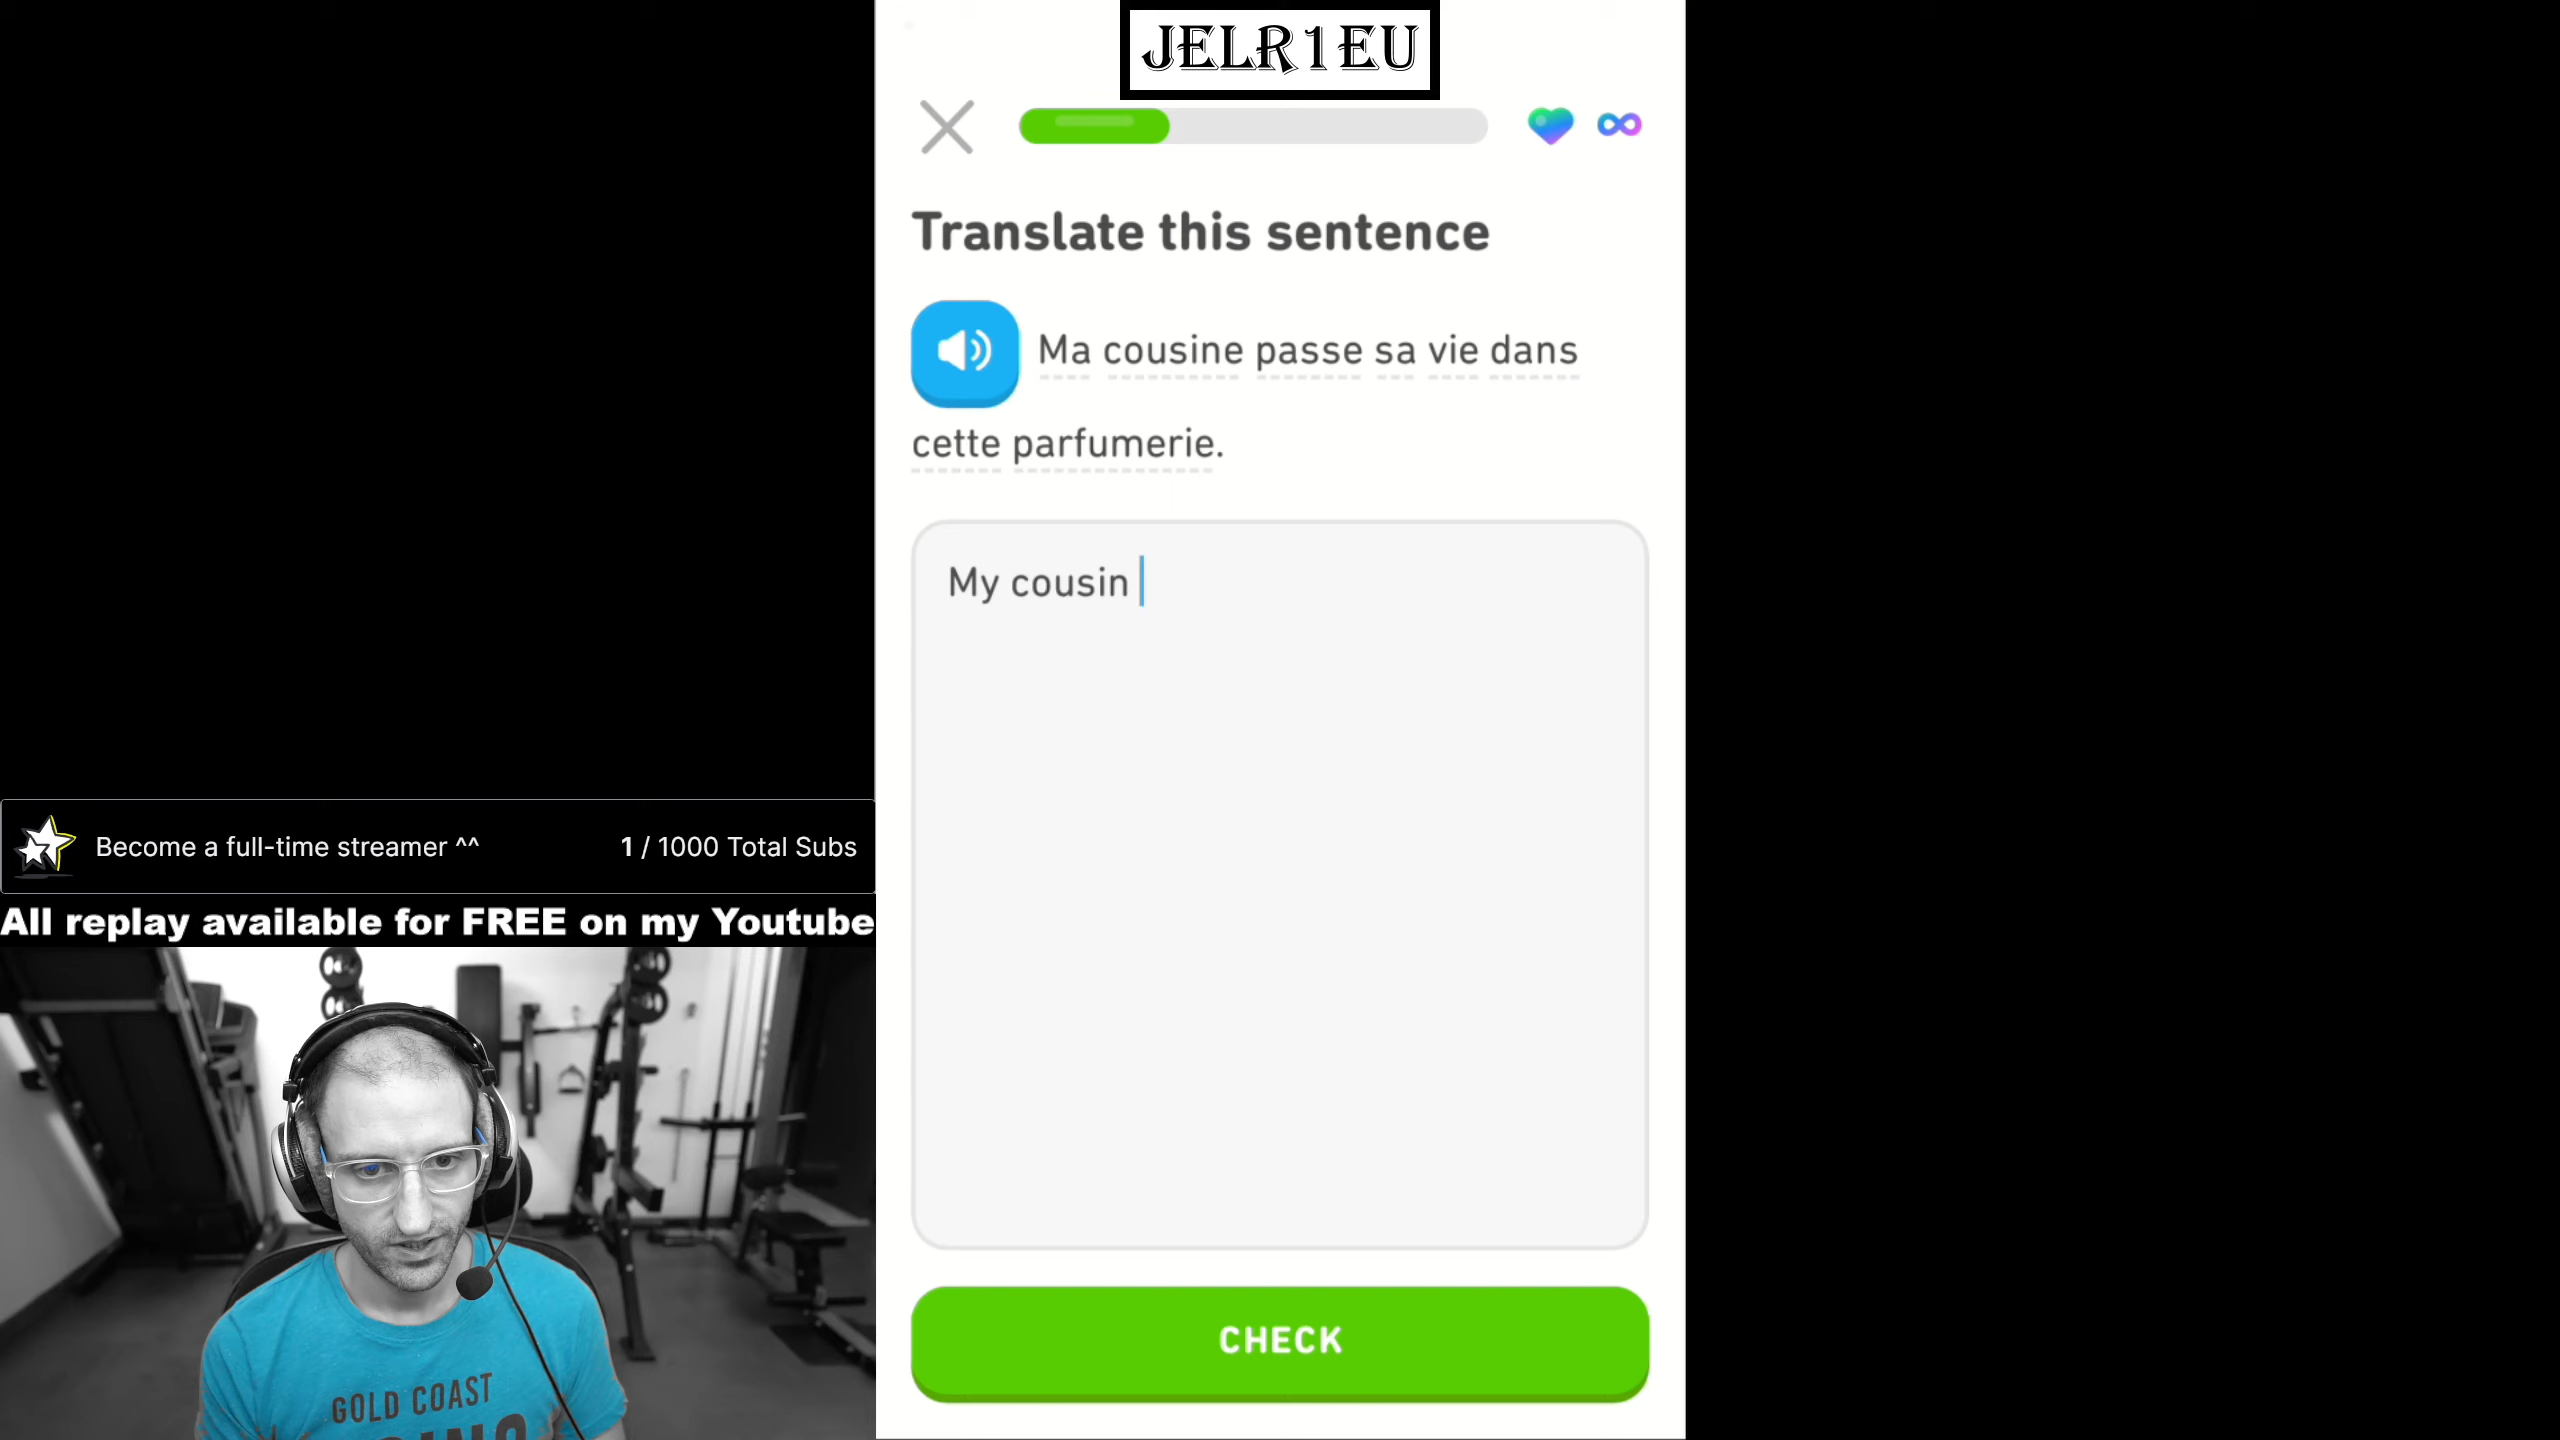 JELR1EU
Translate this sentence
Ma cousine passe sa vie dans
cette parfumerie.
My cousin
CHECK
Become a full-time streamer ^^ 1 / 1000 Total Subs
All replay available for FREE on my Youtube
GOLD COAST